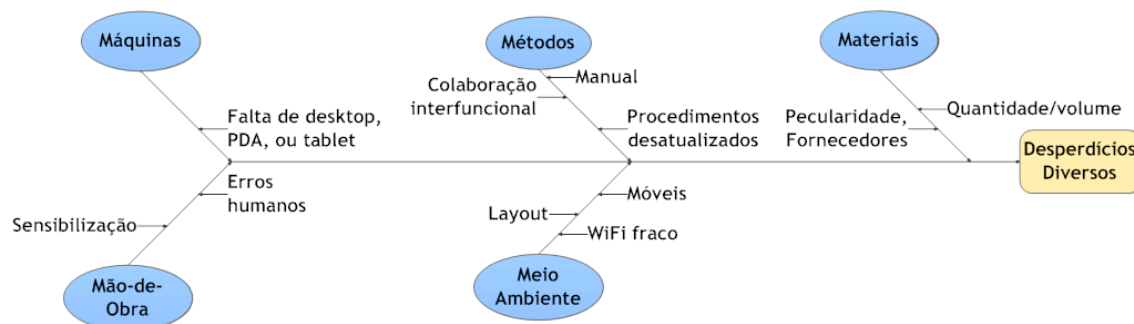 Máquinas
Métodos
Materiais
Manual
Colaboração
interfuncional
Quantidade/volume
Falta de desktop,
PDA, ou tablet
Procedimentos
desatualizados
Pecularidade,
Fornecedores
Desperdícios
Diversos
Erros
humanos
Móveis
Sensibilização
Layout
WiFi fraco
Mão-de-
Obra
Meio
Ambiente